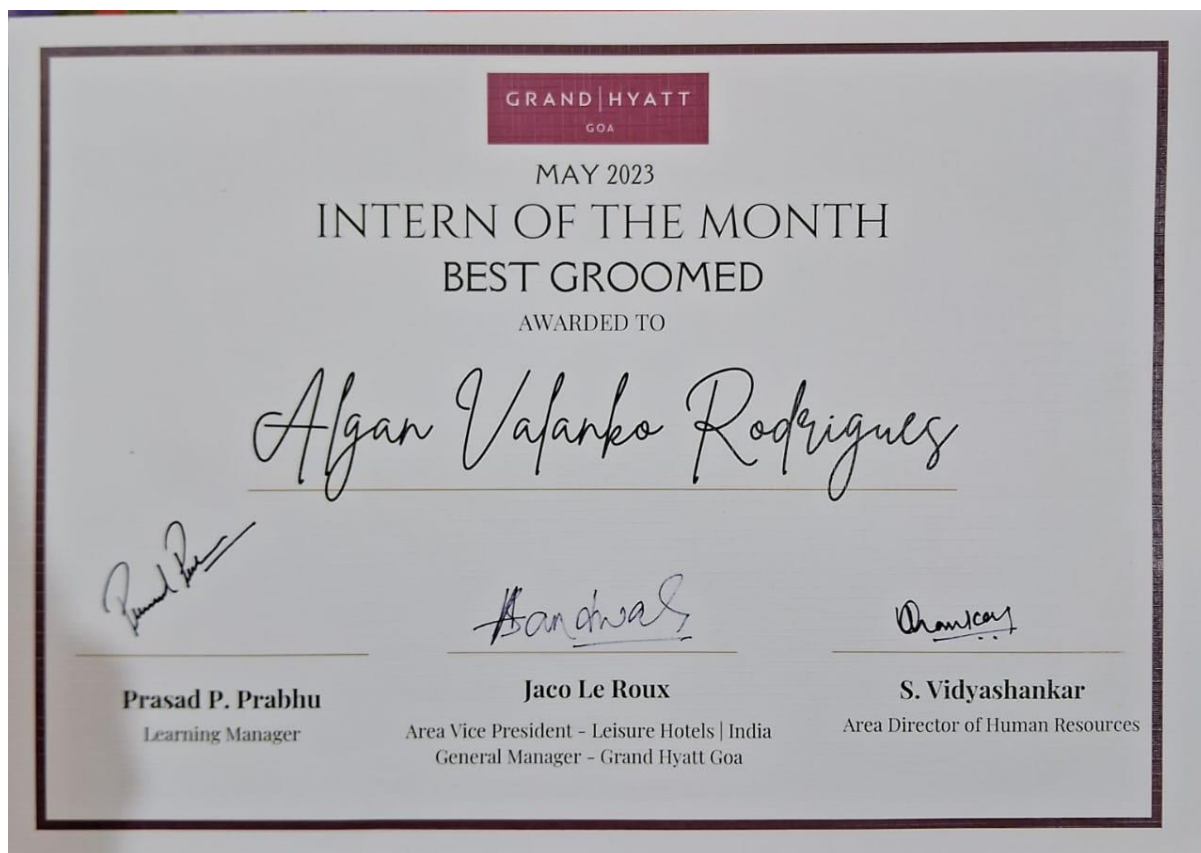 GRAND | HYATT
GOA
MAY 2023
INTERN OF THE MONTH
BEST GROOMED
AWARDED TO
Algan Valanko Rodrigues
Prasad P. Prabhu
Learning Manager
Jaco Le Roux
Area Vice President - Leisure Hotels | India
General Manager - Grand Hyatt Goa
S. Vidyashankar
Area Director of Human Resources